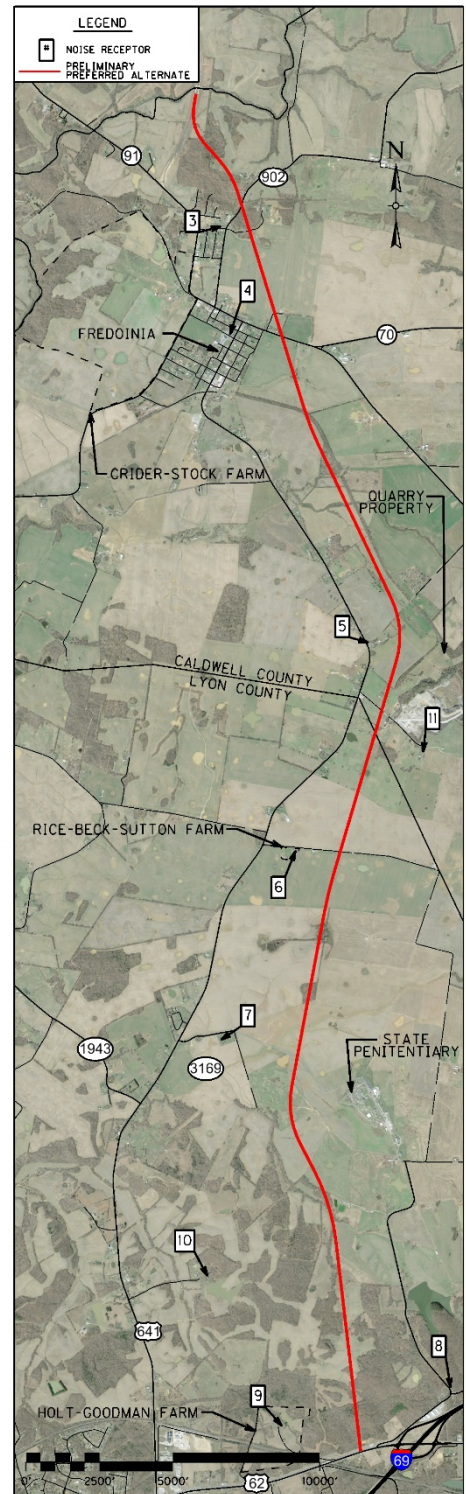 LEGEND
# NOISE RECEPTOR
PRELIMINARY
PREFERRED ALTERNATE
91
902
N
3
4
FREDOINIA
70
CRIDER-STOCK FARM
QUARRY
PROPERTY
5
CALDWELL COUNTY
LYON COUNTY
11
RICE-BECK-SUTTON FARM
6
7
1943
3169
STATE
PENITENTIARY
10
641
8
9
HOLT-GOODMAN FARM
69
0' 2500' 5000' 10000'
62